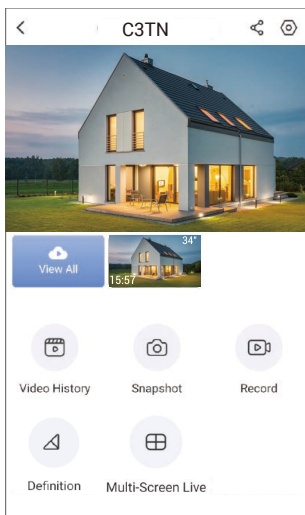 C3TN
View All
34"
15:57
Video History
Snapshot
Record
Definition
Multi-Screen Live